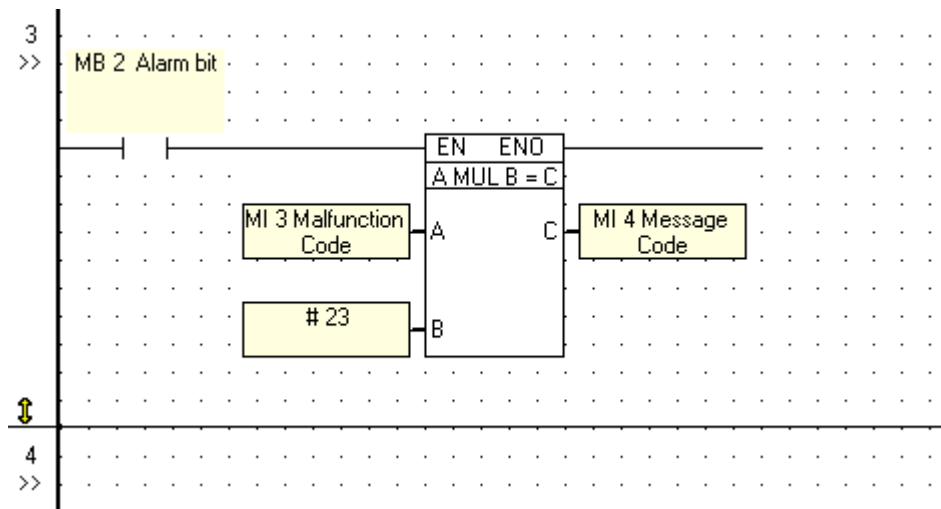 3
>>
MB 2 Alarm bit
EN ENO
A MUL B = C
MI 3 Malfunction
Code
A
C
MI 4 Message
Code
# 23
B
4
>>